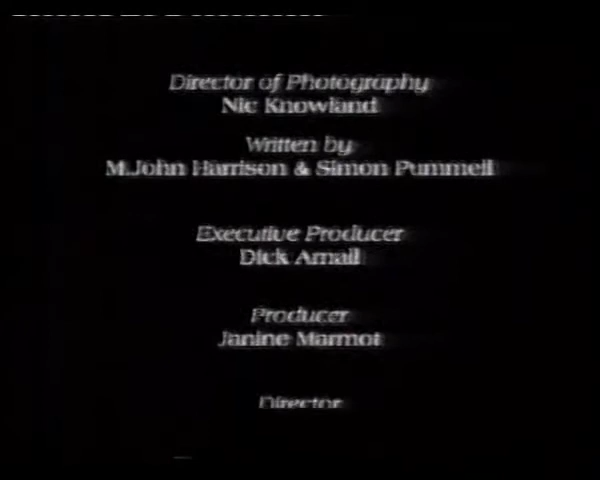 Director of Photography
Nic Knowland
Written by
M.John Harrison & Simon Pummell
Executive Producer
Dick Arnall
Producer
Janine Marmot
Director